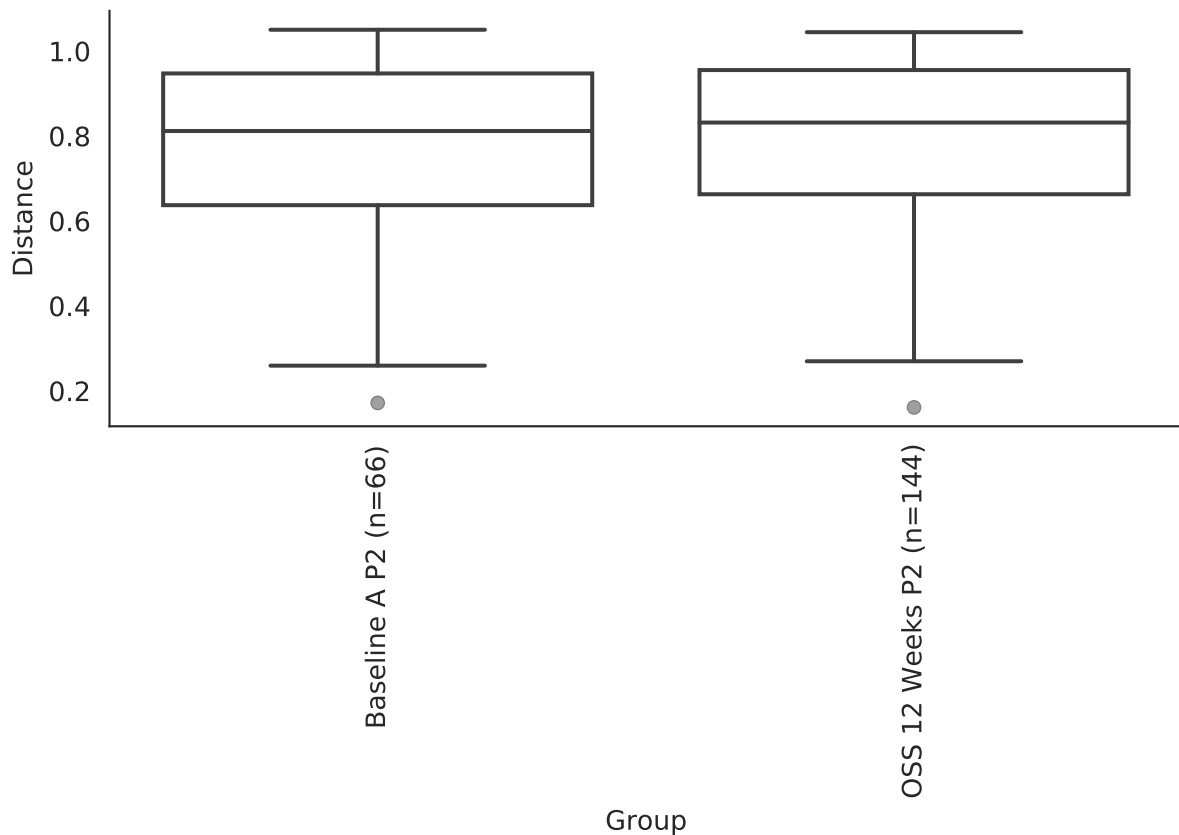 Distance
1.0
0.8
0.6
0.4
0.2
Baseline A P2 (n=66)
OSS 12 Weeks P2 (n=144)
Group